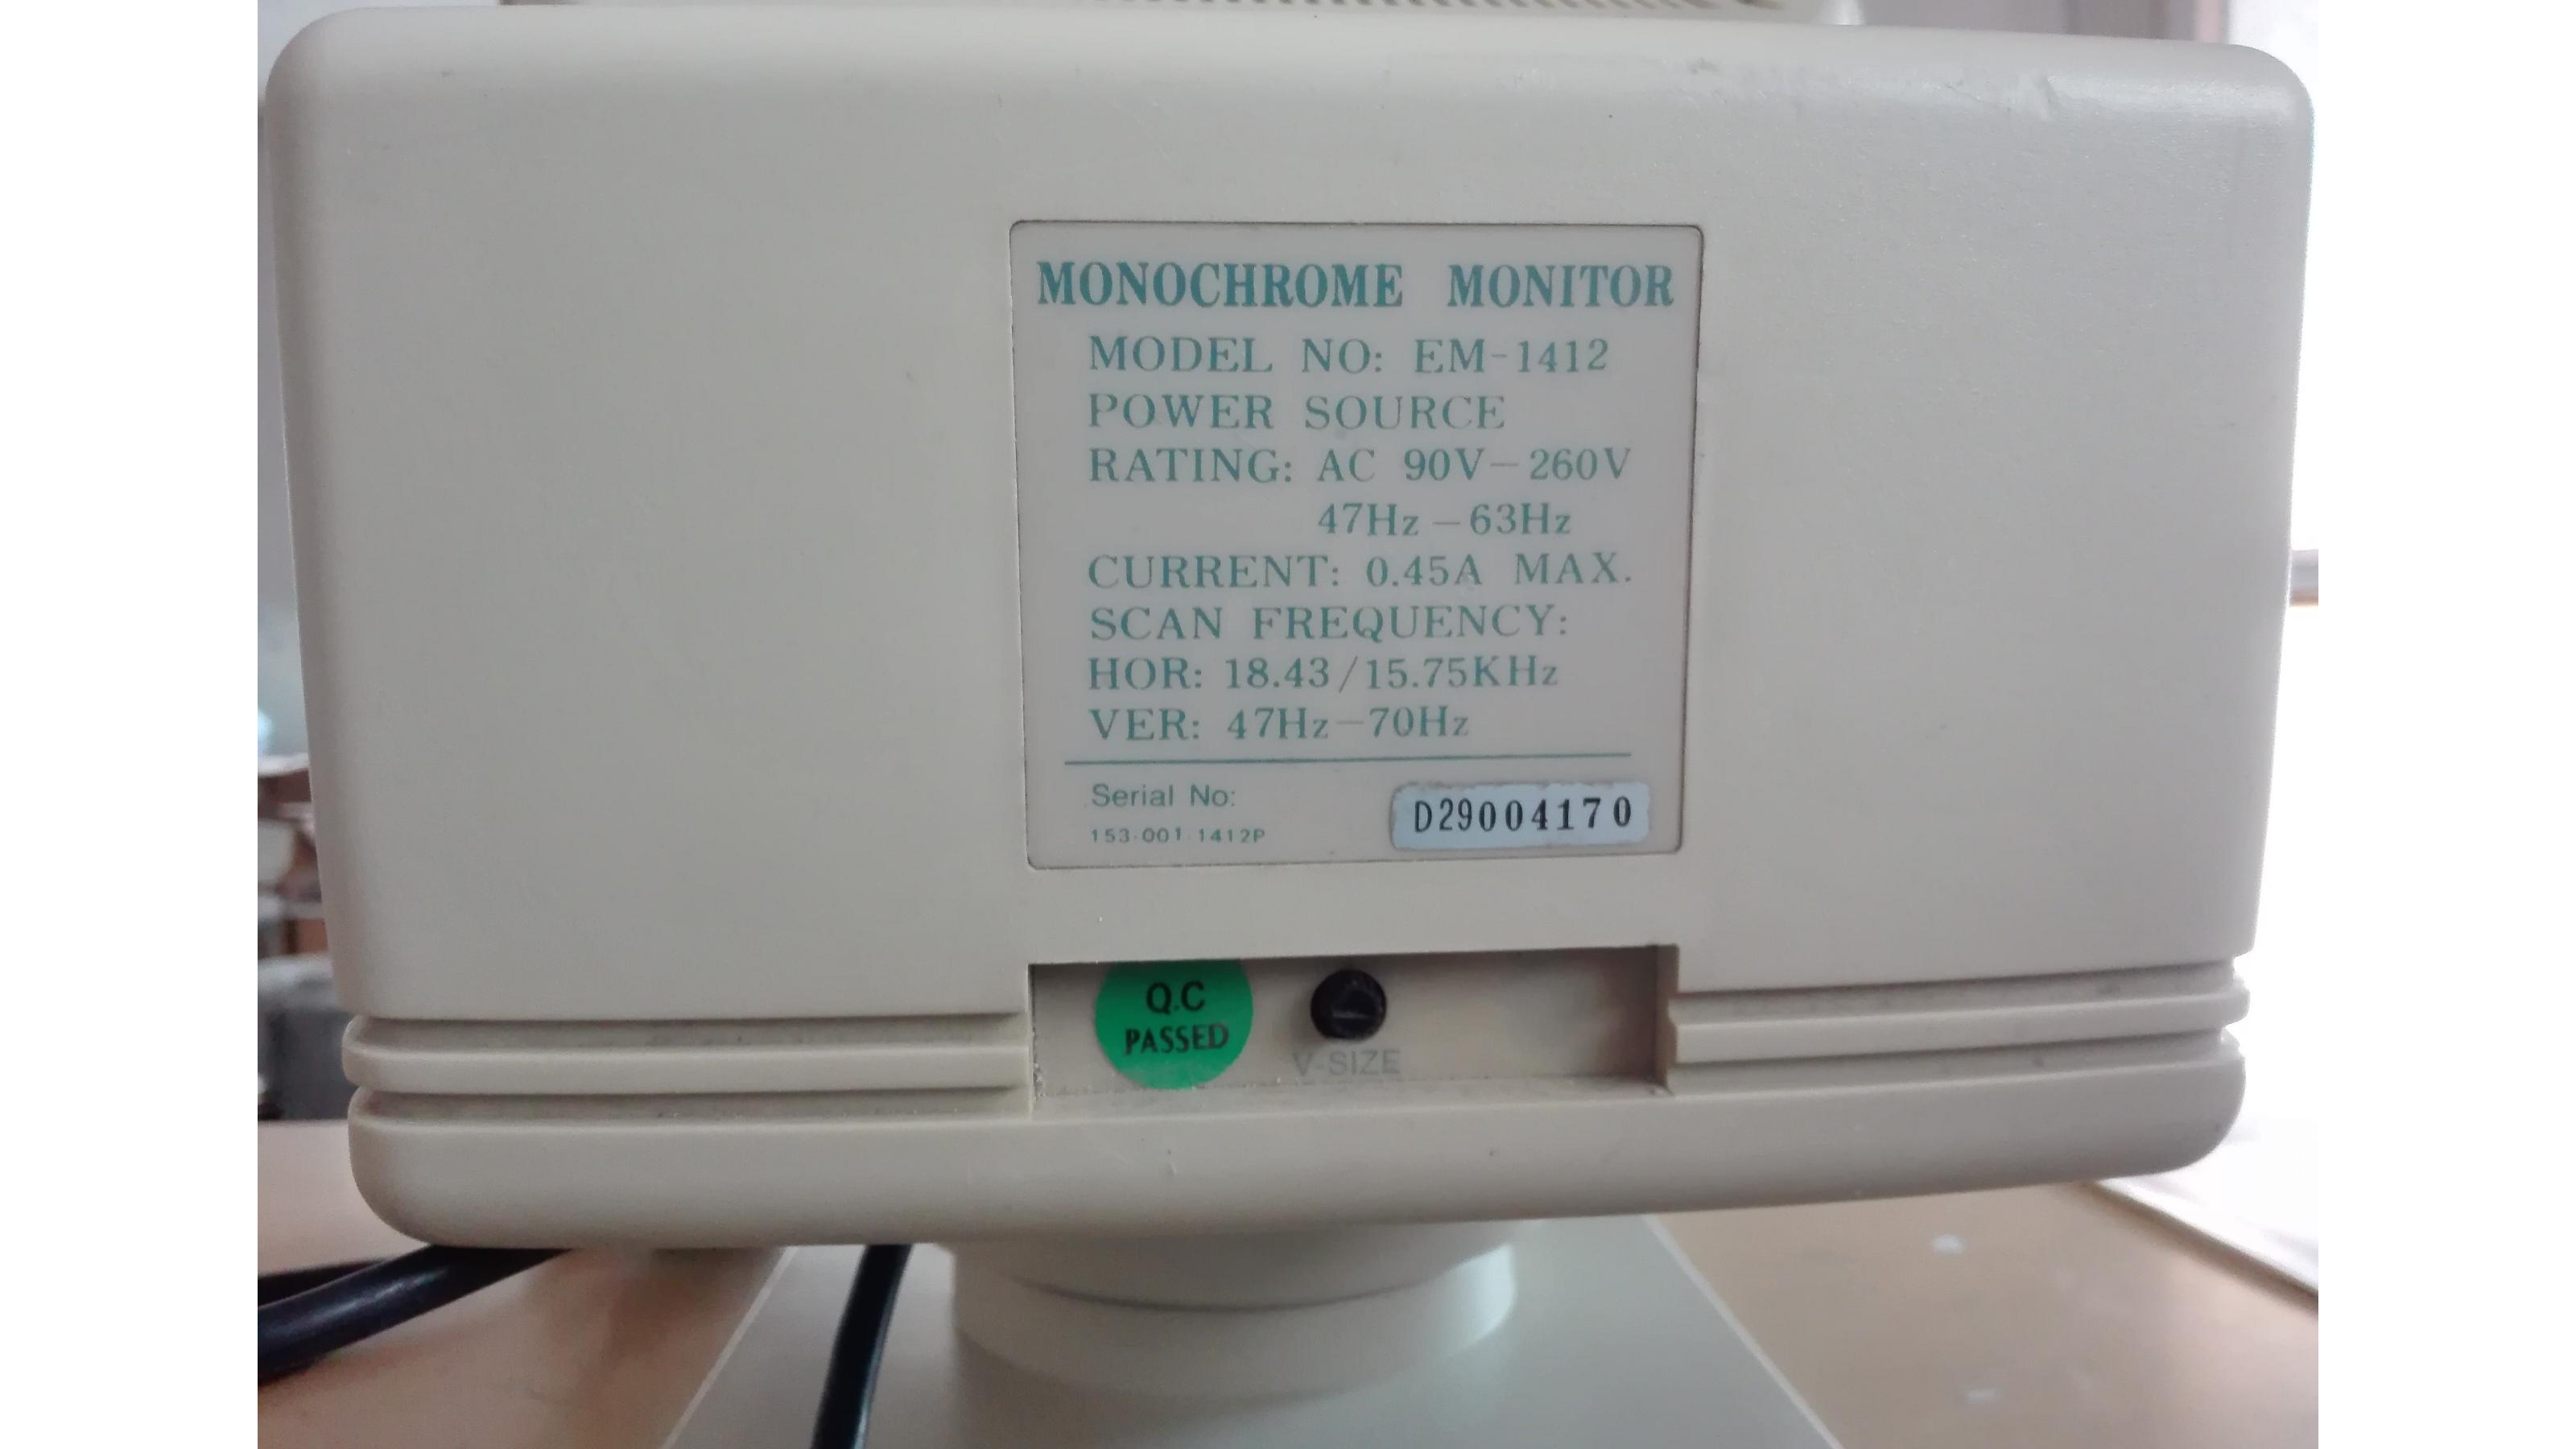 MONOCHROME MONITOR
MODEL NO: EM-1412
POWER SOURCE
RATING: AC 90V-260V
47Hz-63Hz
CURRENT: 0.45A MAX.
SCAN FREQUENCY:
HOR: 18.43/15.75KHz
VER: 47Hz-70Hz
Serial No:
D29004170
153-001-1412P
Q.C
PASSED
V-SIZE